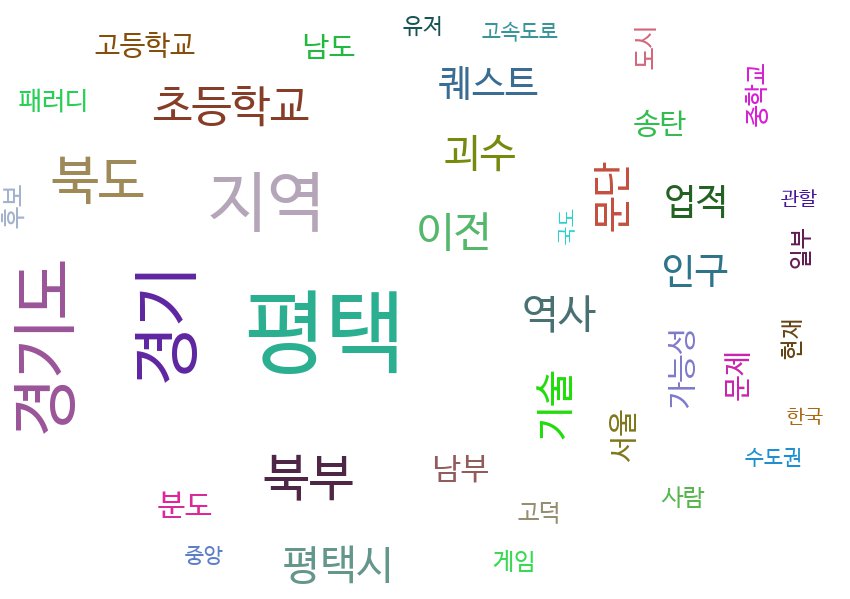 유저
고속도로
고등학교
남도
도시
퀘스트
패러디
초등학교
중학교
송탄
괴수
북도
지역
문단
업적
관할
후보
이전
국도
일부
인구
경기도
경기
평택
역사
현재
가능성
문제
기술
한국
서울
수도권
북부
남부
사람
분도
고덕
중앙
평택시
게임